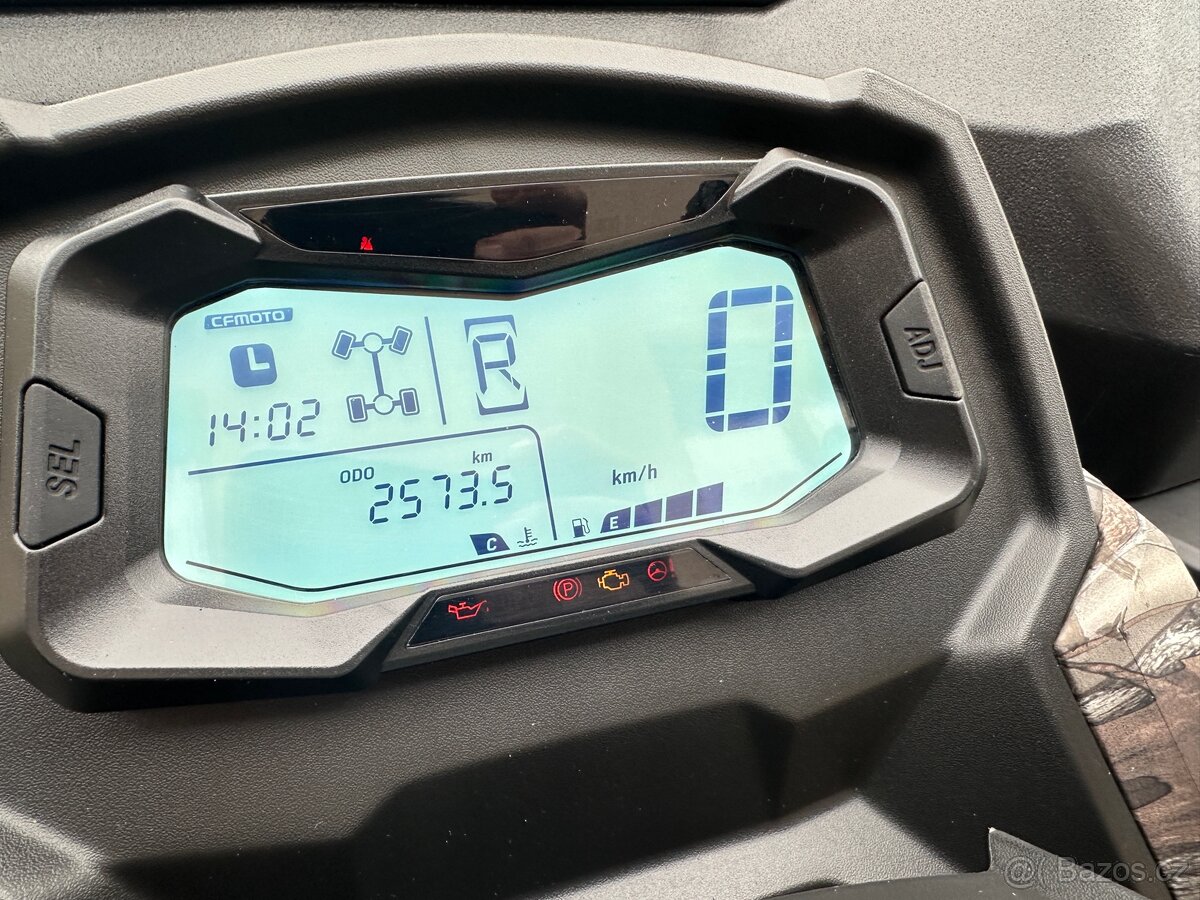 CFMOTO
14:02
R
0
ADJ
SEL
ODO
km
2573.5
km/h
C
E
P
@ Bazos.cz